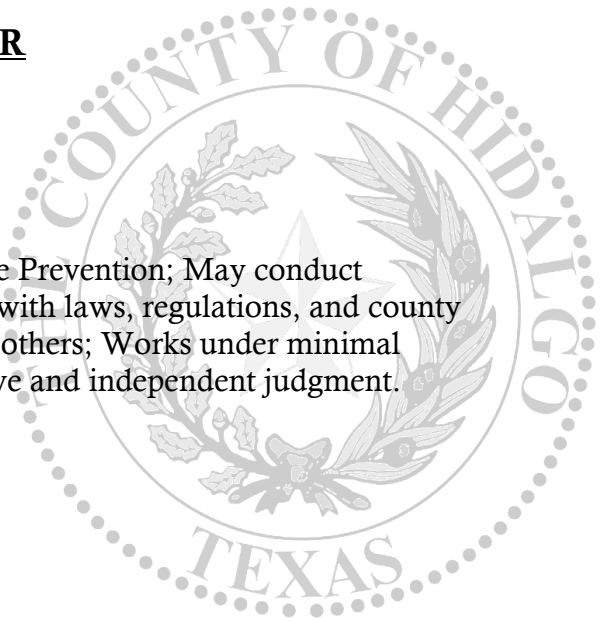 R
THE COUNTY OF HIDALGO
e Prevention; May conduct
with laws, regulations, and county
others; Works under minimal
ve and independent judgment.
TEXAS